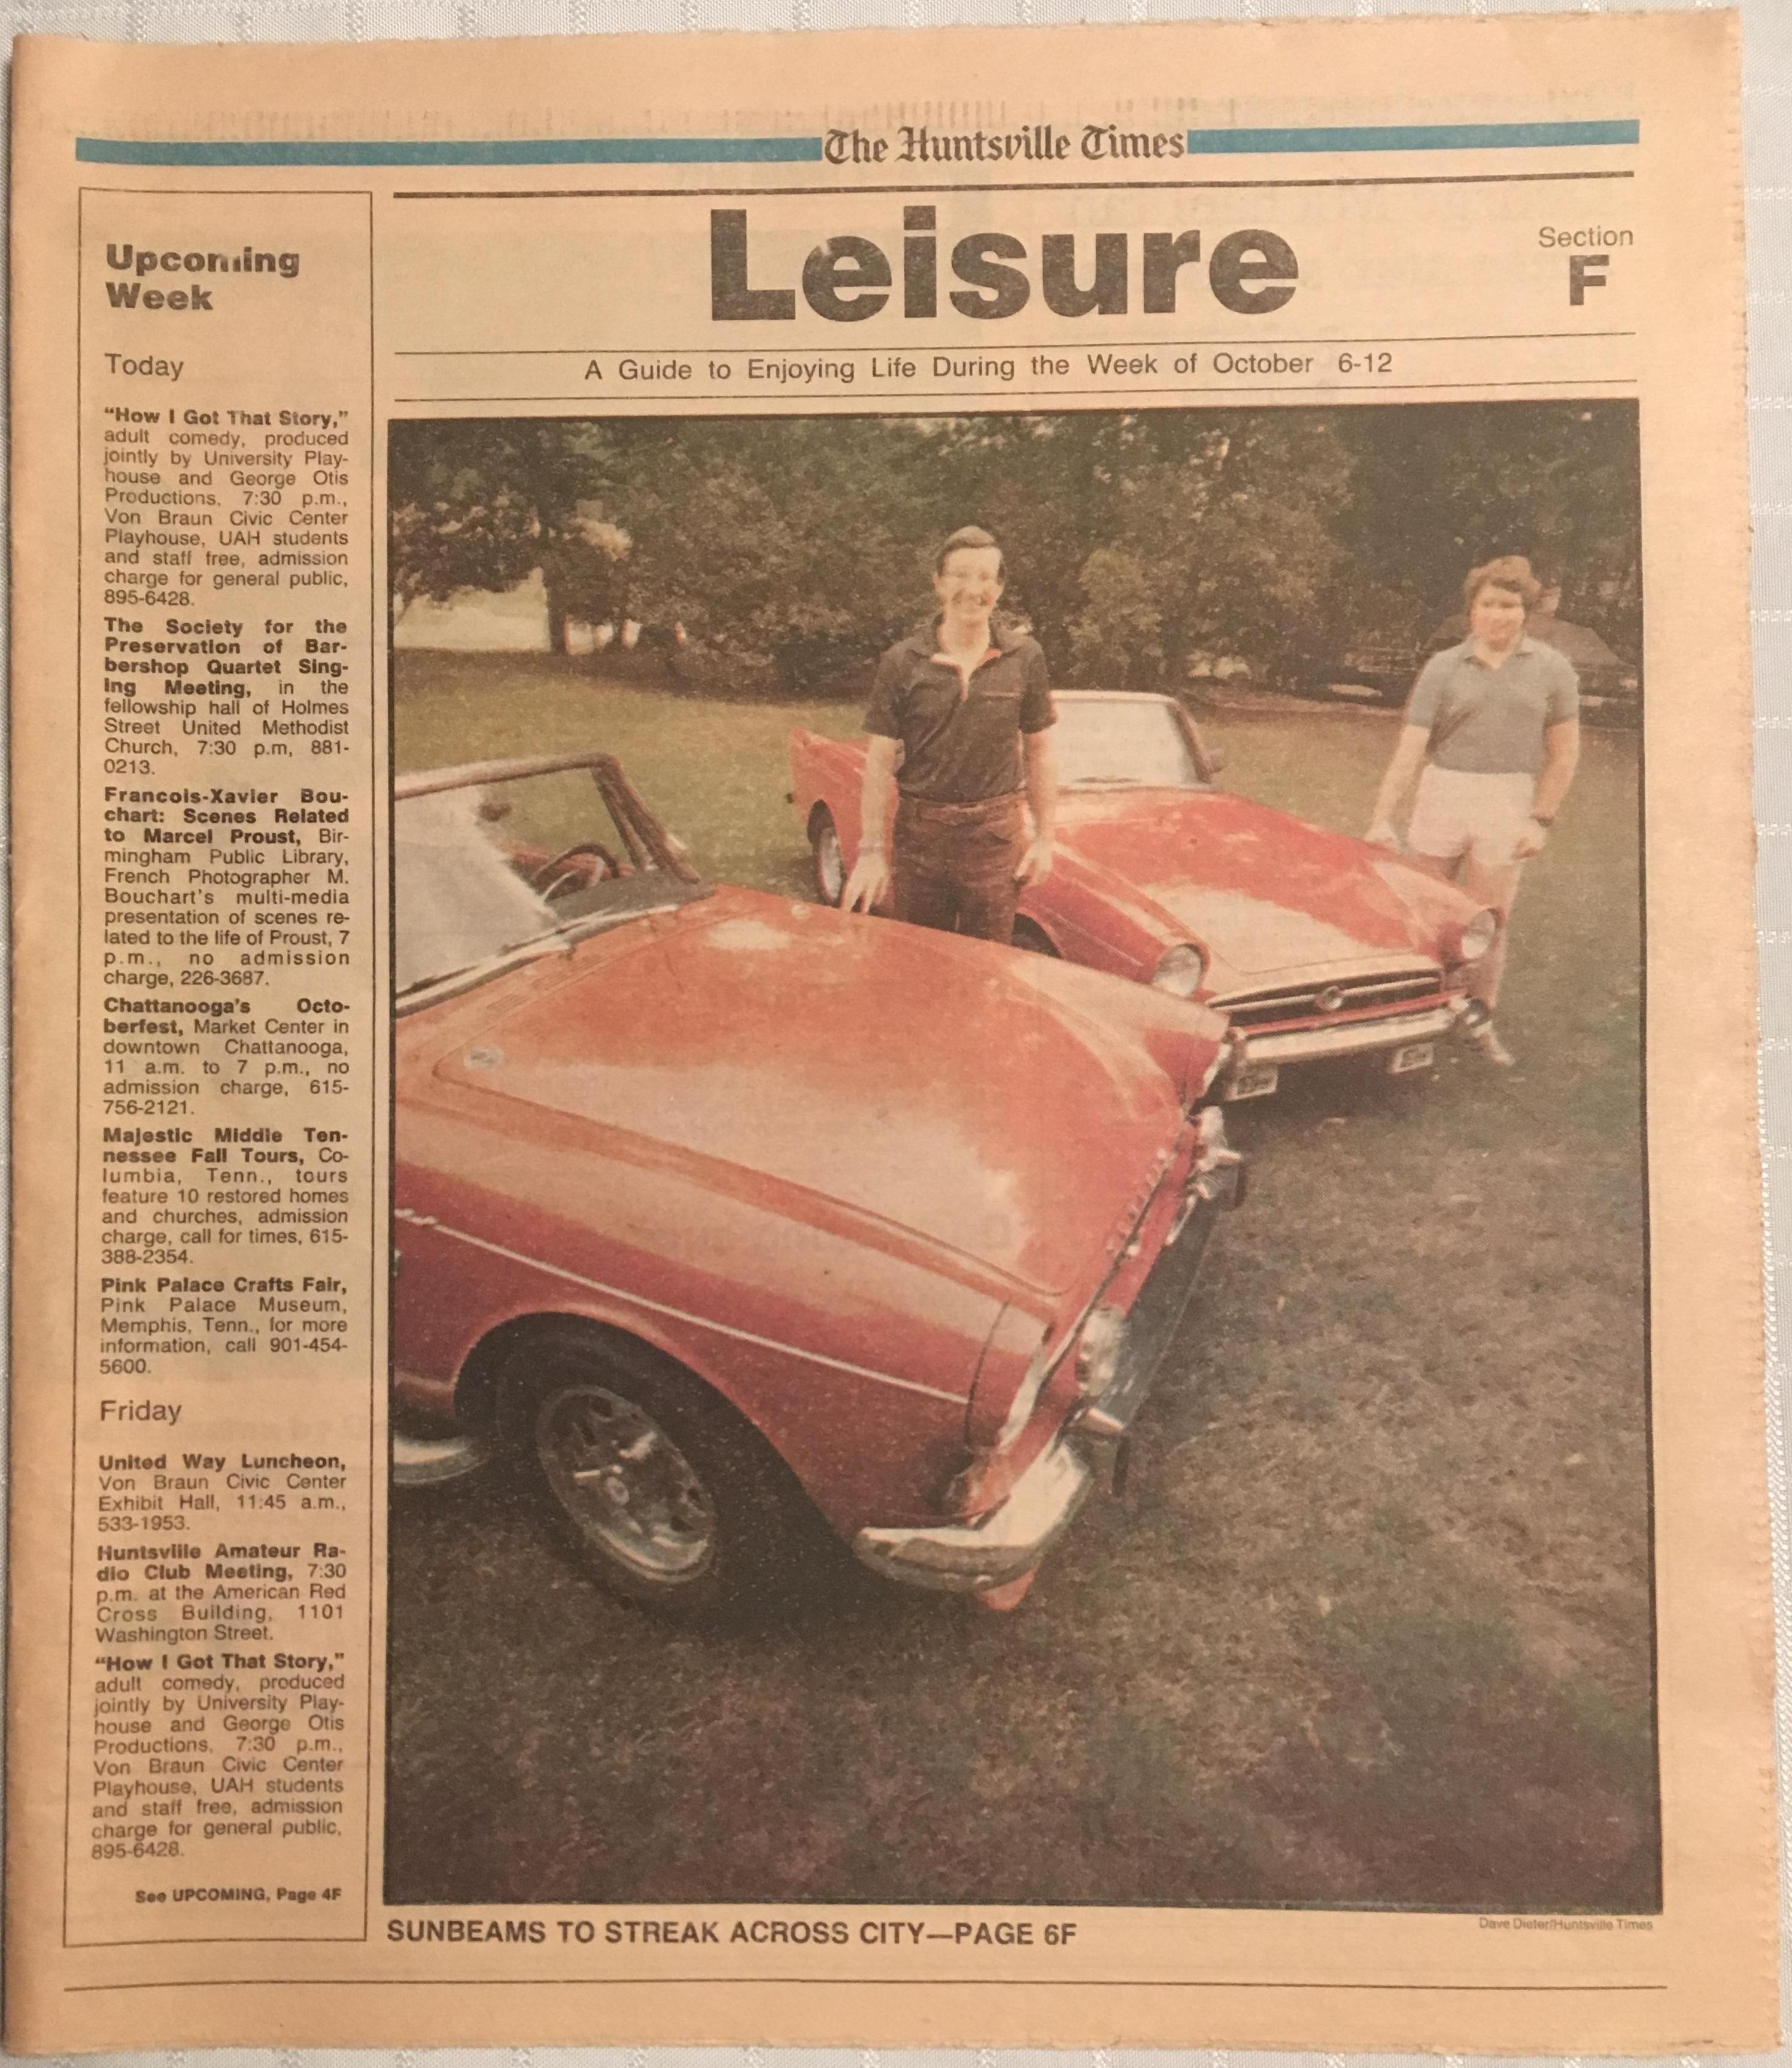 The Huntsville Times
Leisure
Section
F
A Guide to Enjoying Life During the Week of October 6-12
Upcoming
Week
Today
“How I Got That Story,”
adult comedy, produced
jointly by University Play-
house and George Otis
Productions, 7:30 p.m.,
Von Braun Civic Center
Playhouse, UAH students
and staff free, admission
charge for general public,
895-6428.
The Society for the
Preservation of Bar-
bershop Quartet Sing-
ing Meeting, in the
fellowship hall of Holmes
Street United Methodist
Church, 7:30 p.m, 881-
0213.
Francois-Xavier Bou-
chart: Scenes Related
to Marcel Proust, Bir-
mingham Public Library,
French Photographer M.
Bouchart's multi-media
presentation of scenes re-
lated to the life of Proust, 7
p.m., no admission
charge, 226-3687.
Chattanooga's Octo-
berfest, Market Center in
downtown Chattanooga,
11 a.m. to 7 p.m., no
admission charge, 615-
756-2121.
Majestic Middle Ten-
nessee Fall Tours, Co-
lumbia, Tenn., tours
feature 10 restored homes
and churches, admission
charge, call for times, 615-
388-2354.
Pink Palace Crafts Fair,
Pink Palace Museum,
Memphis, Tenn., for more
information, call 901-454-
5600.
Friday
United Way Luncheon,
Von Braun Civic Center
Exhibit Hall, 11:45 a.m.,
533-1953.
Huntsville Amateur Ra-
dio Club Meeting, 7:30
p.m. at the American Red
Cross Building, 1101
Washington Street.
“How I Got That Story,”
adult comedy, produced
jointly by University Play-
house and George Otis
Productions, 7:30 p.m.,
Von Braun Civic Center
Playhouse, UAH students
and staff free, admission
charge for general public,
895-6428.
See UPCOMING, Page 4F
SUNBEAMS TO STREAK ACROSS CITY—PAGE 6F
Dave Dieter/Huntsville Times